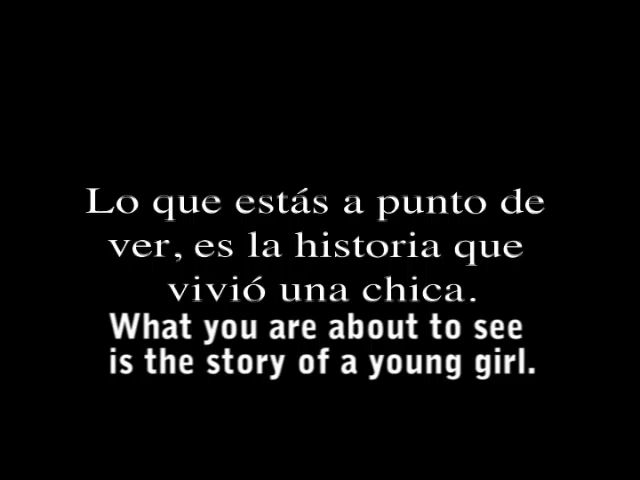 Lo que estás a punto de
ver, es la historia que
vivió una chica.
What you are about to see
is the story of a young girl.